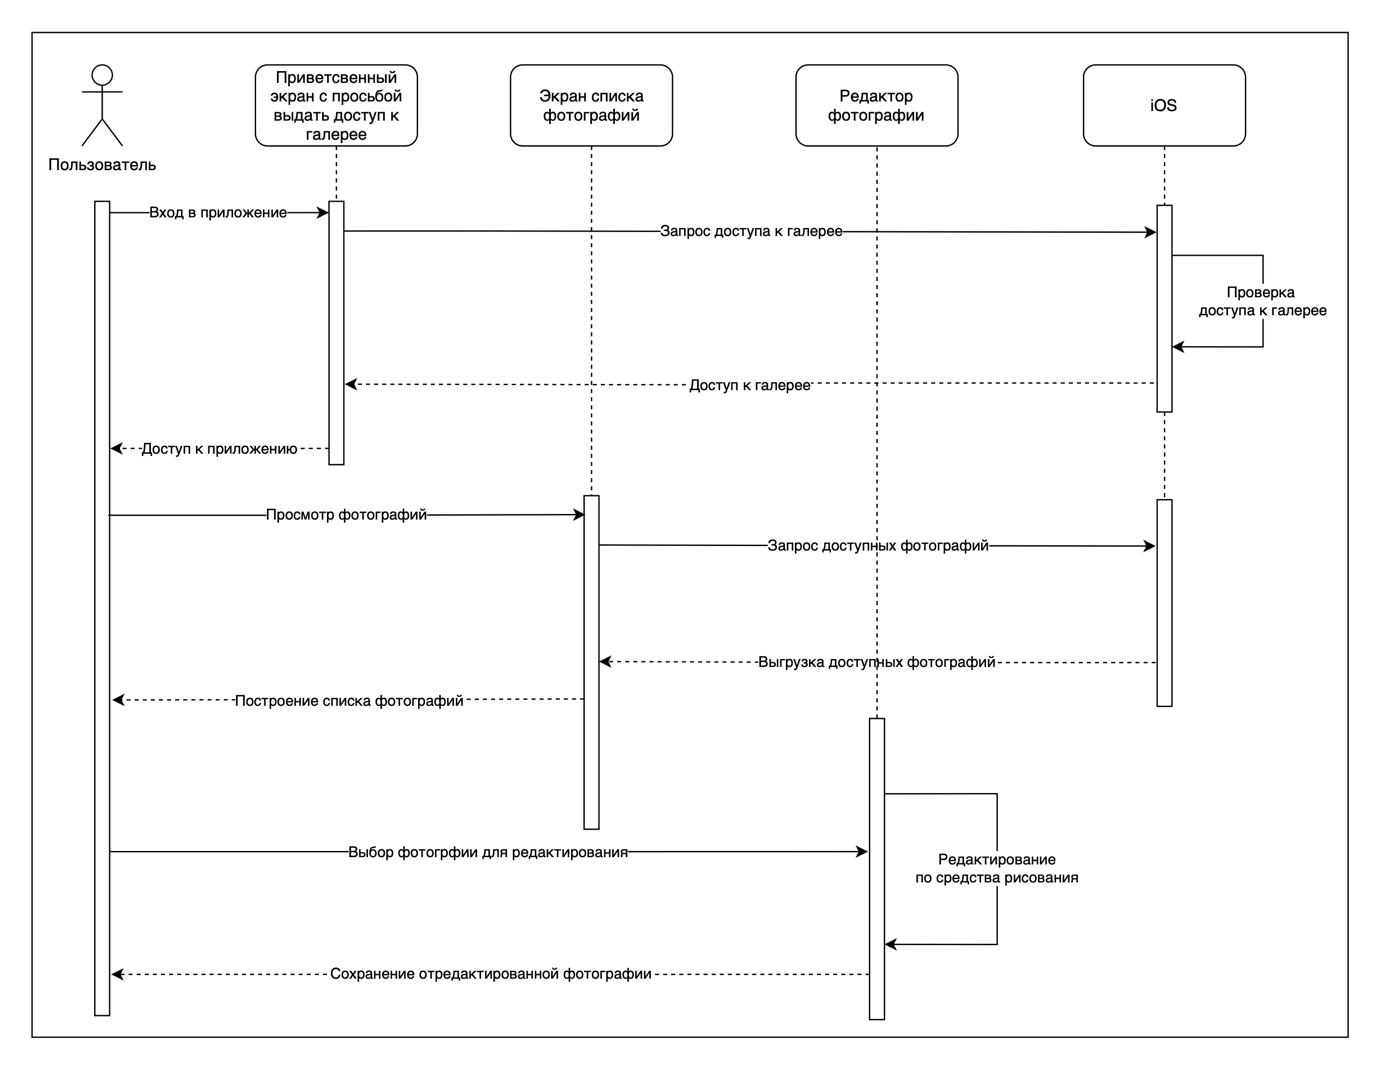 Пользователь
Приветсвенный
экран с просьбой
выдать доступ к
галерее
Экран списка
фотографий
Редактор
фотографии
iOS
Вход в приложение
Запрос доступа к галерее
Проверка
доступа к галерее
Доступ к галерее
Доступ к приложению
Просмотр фотографий
Запрос доступных фотографий
Выгрузка доступных фотографий
Построение списка фотографий
Выбор фотогрфии для редактирования
Редактирование
по средства рисования
Сохранение отредактированной фотографии